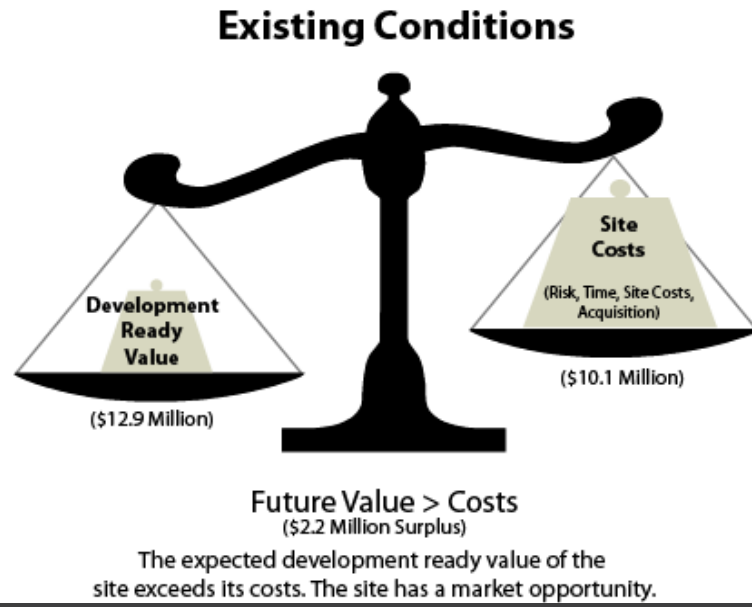 Existing Conditions
Development
Ready
Value
($12.9 Million)
Site
Costs
(Risk, Time, Site Costs,
Acquisition)
($10.1 Million)
Future Value > Costs
($2.2 Million Surplus)
The expected development ready value of the
site exceeds its costs. The site has a market opportunity.